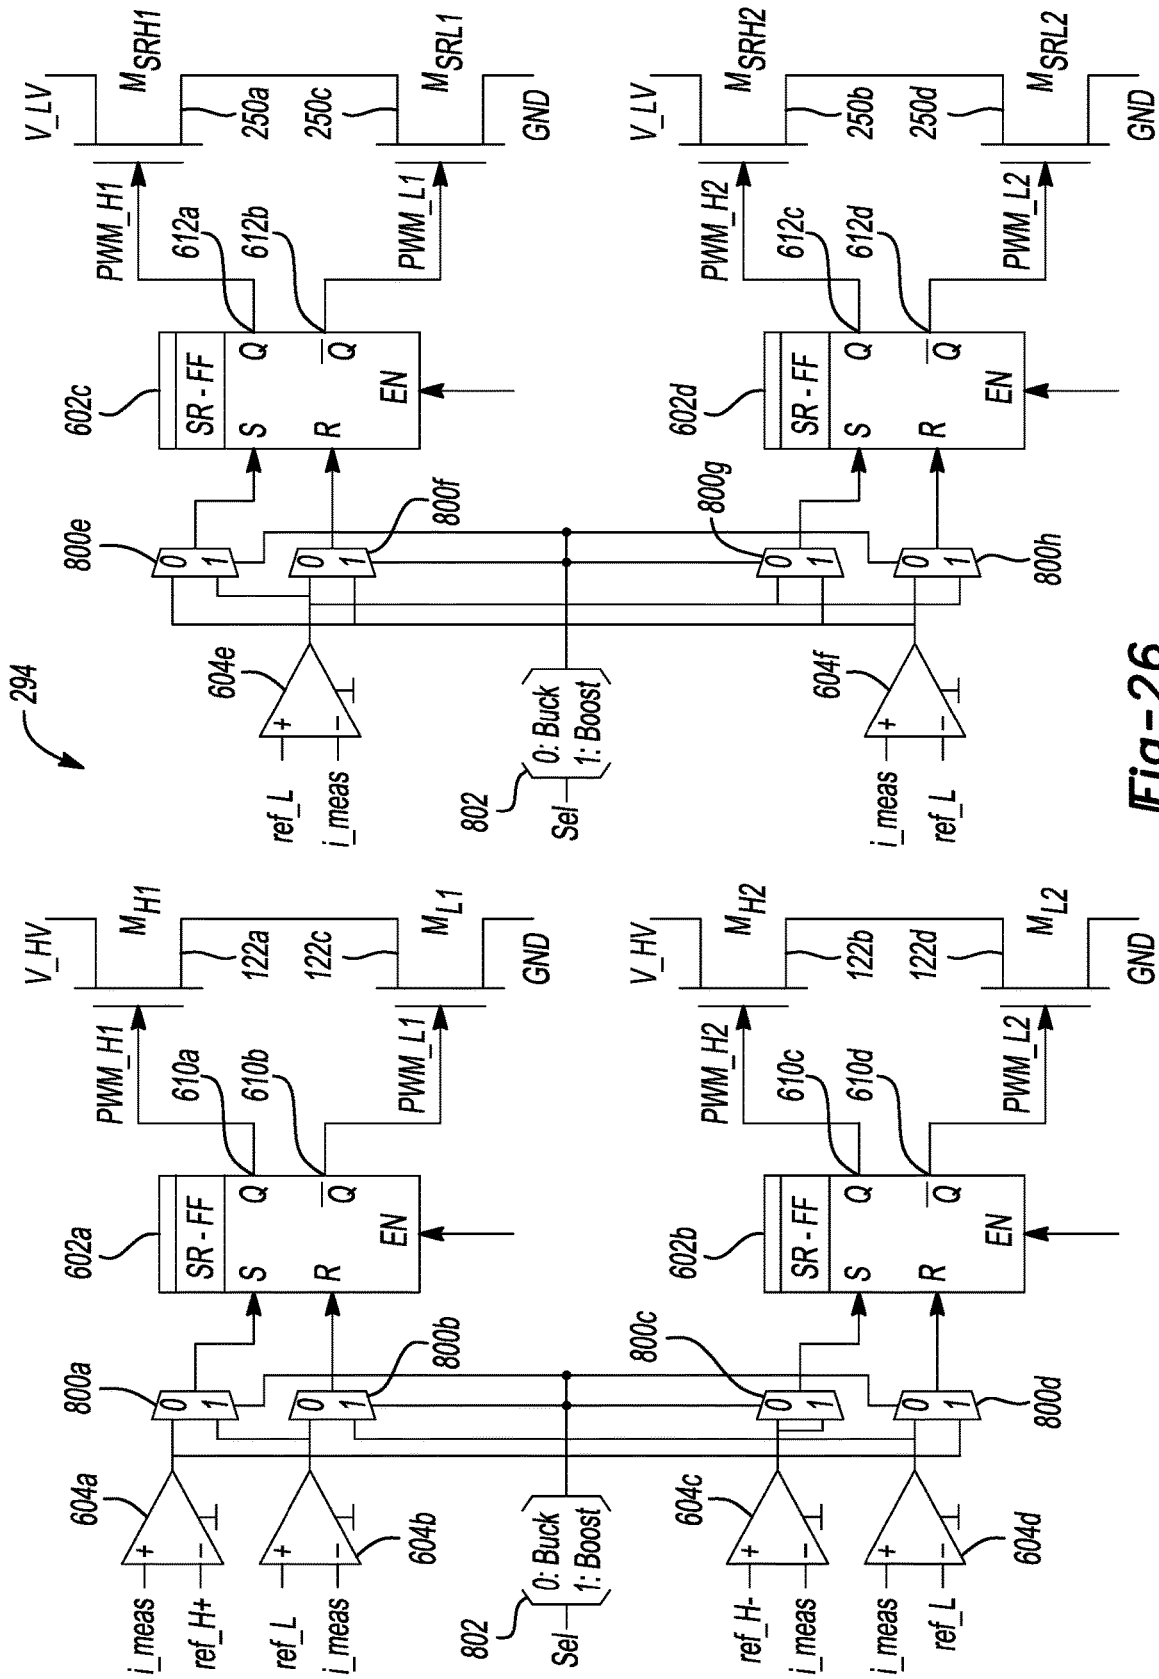 294
i_meas
ref_H+
604a
800a
0
1
602a
SR - FF
S
Q
R
Q
EN
610a
610b
PWM_H1
PWM_L1
V_HV
M_H1
122a
122c
M_L1
GND
ref_L
i_meas
604b
0
1
800b
802
Sel
0: Buck
1: Boost
ref_H-
i_meas
604c
800c
0
1
602b
SR - FF
S
Q
R
Q
EN
610c
610d
PWM_H2
PWM_L2
V_HV
M_H2
122b
122d
M_L2
GND
i_meas
ref_L
604d
0
1
800d
ref_L
i_meas
604e
800e
0
1
0
1
800f
602c
SR - FF
S
Q
R
Q
EN
612a
612b
PWM_H1
PWM_L1
V_LV
M_SRH1
250a
250c
M_SRL1
GND
802
Sel
0: Buck
1: Boost
i_meas
ref_L
604f
800g
0
1
0
1
800h
602d
SR - FF
S
Q
R
Q
EN
612c
612d
PWM_H2
PWM_L2
V_LV
M_SRH2
250b
250d
M_SRL2
GND
Fig-26